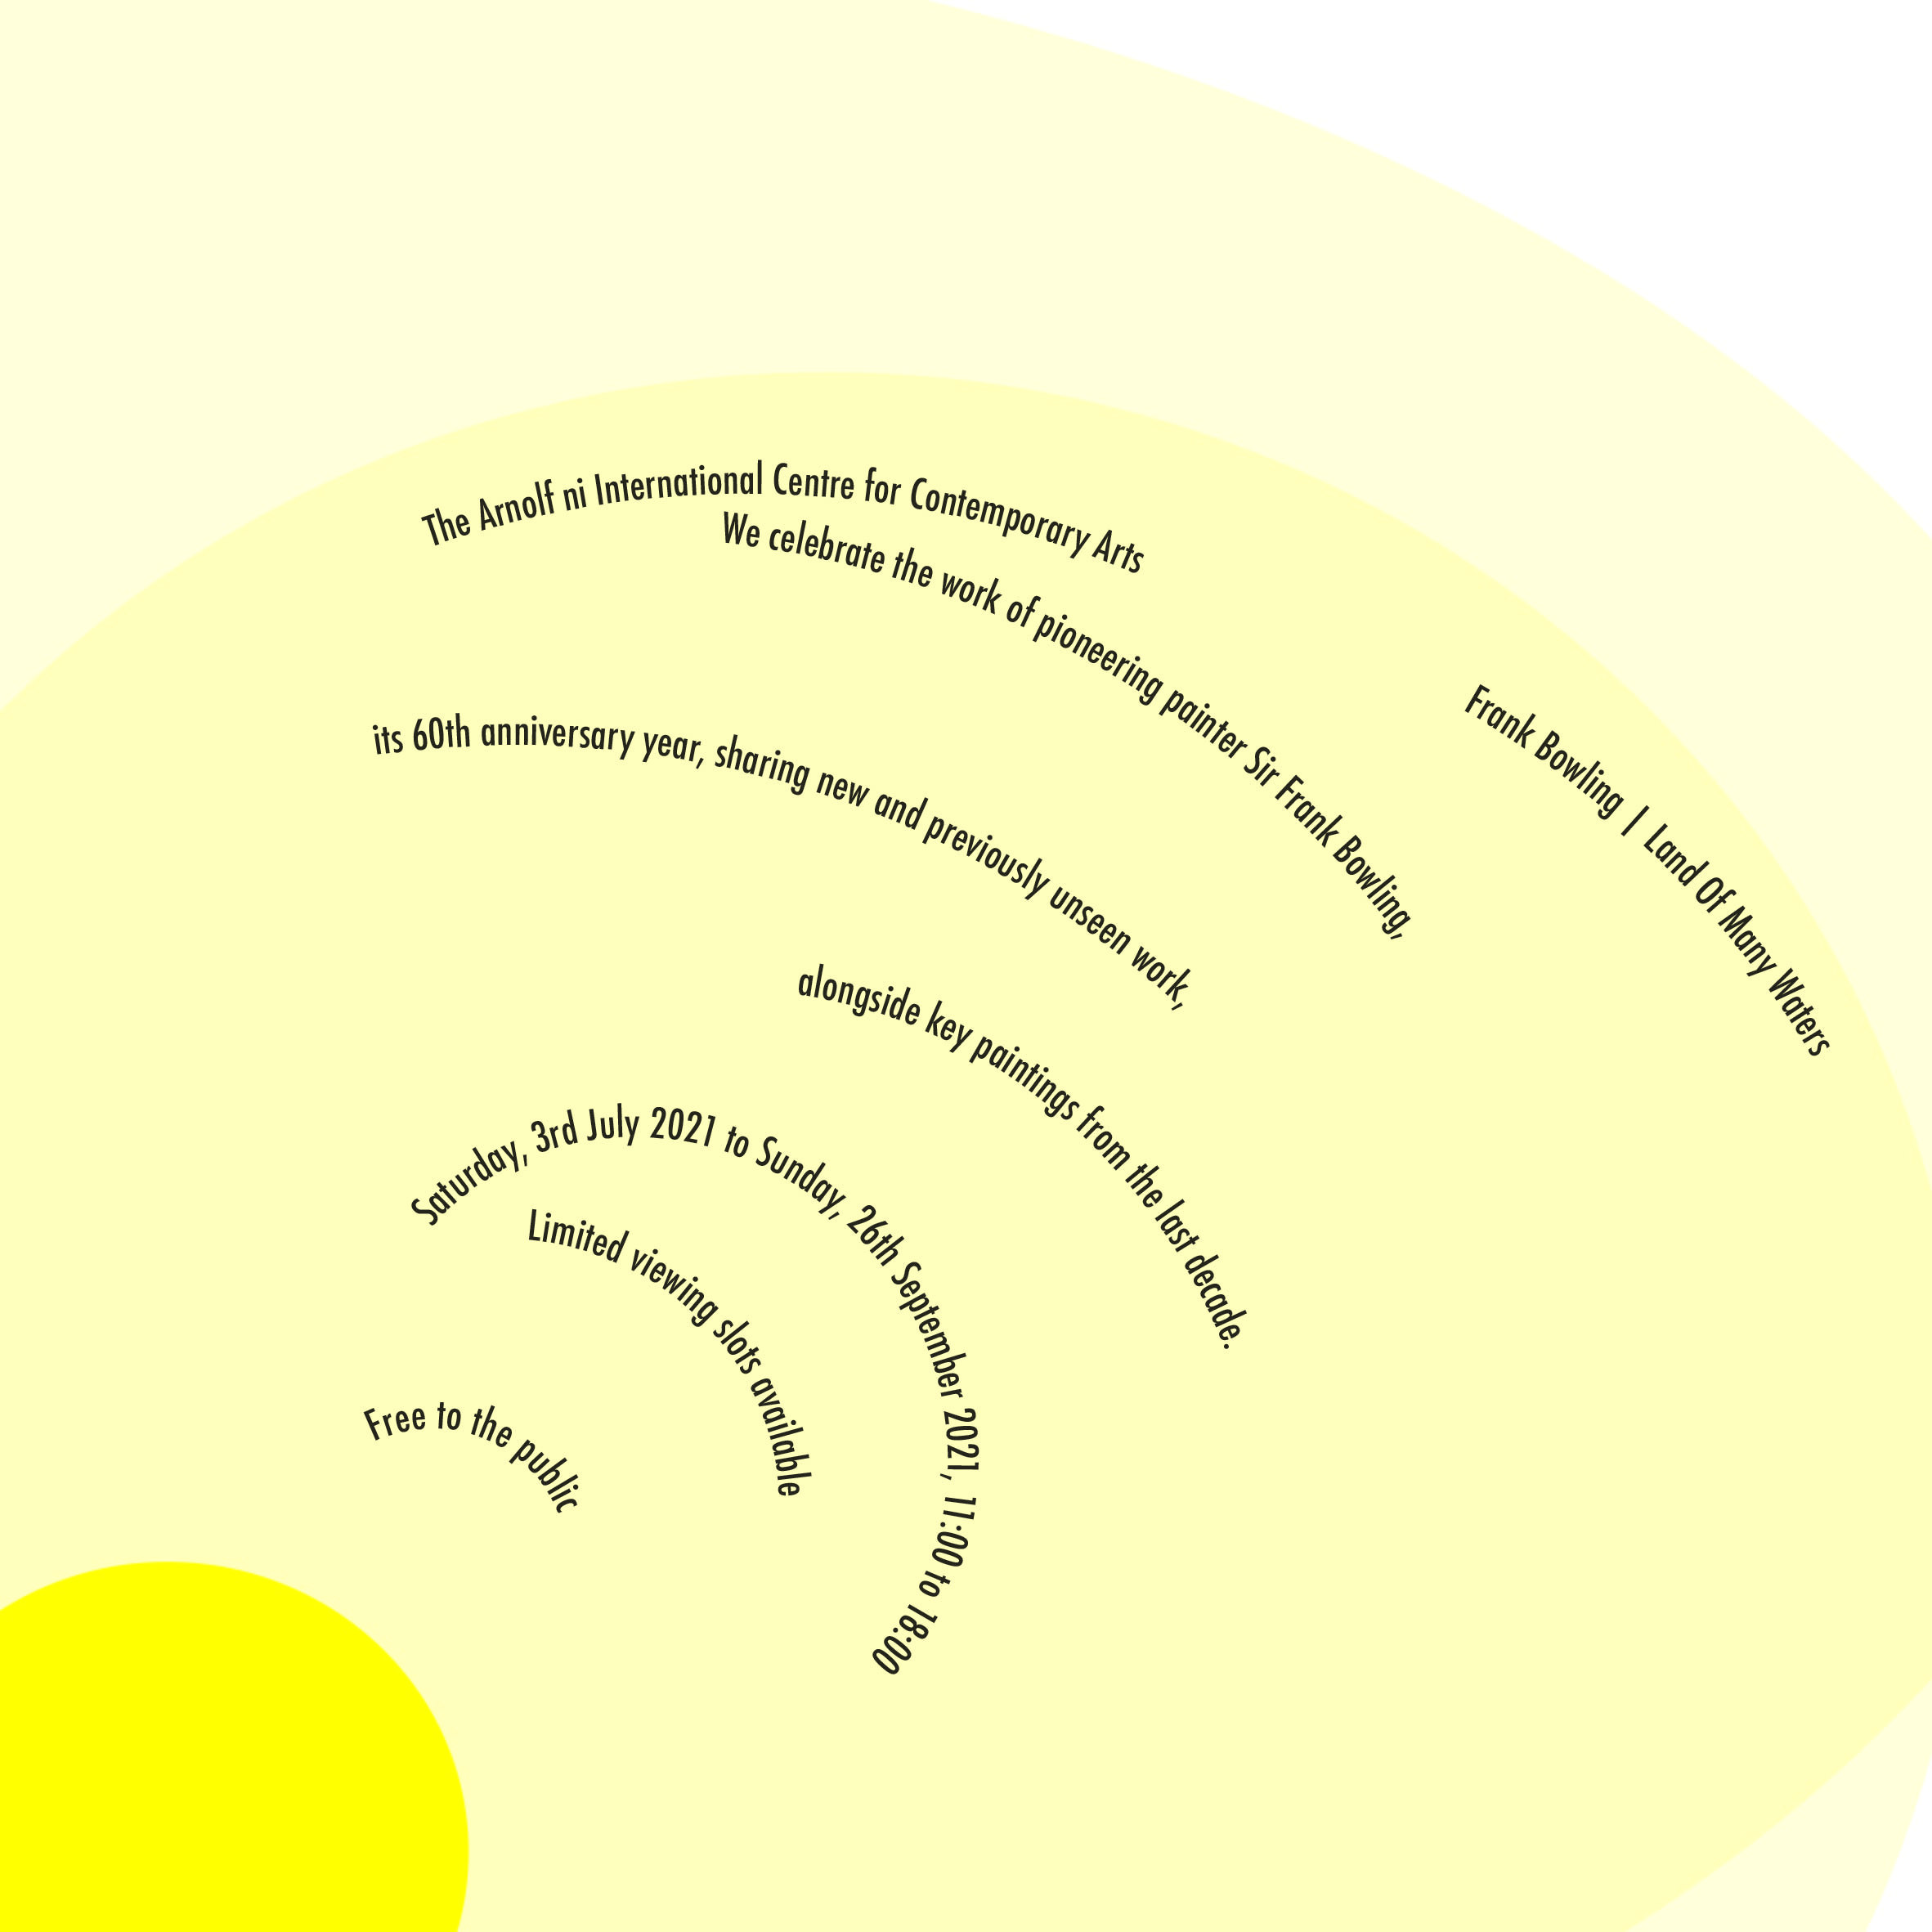 The Arnolf ni International Centre for Contemporary Arts
We celebrate the work of pioneering painter Sir Frank Bowling,
Frank Bowling | Land Of Many Waters
its 60th anniversary year, sharing new and previously unseen work,
alongside key paintings from the last decade.
Saturday, 3rd July 2021 to Sunday, 26th September 2021, 11:00 to 18:00
Limited viewing slots available
Free to the public